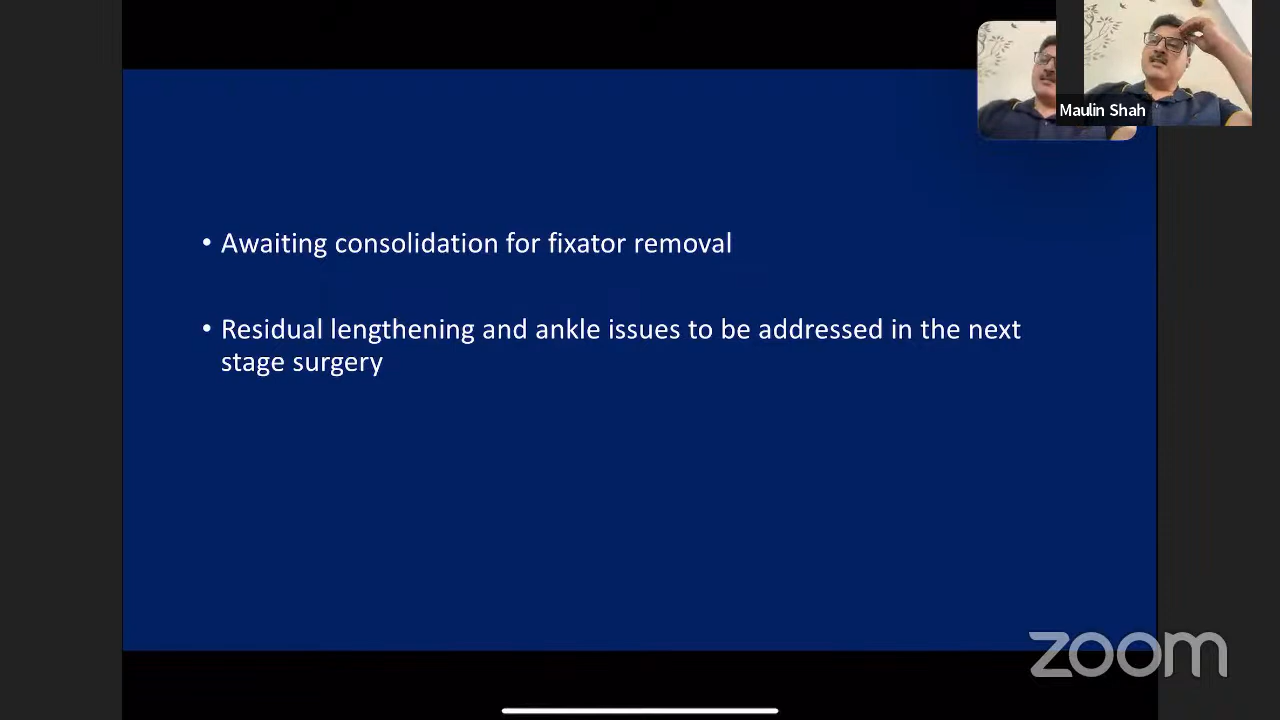 Maulin Shah
• Awaiting consolidation for fixator removal
• Residual lengthening and ankle issues to be addressed in the next
stage surgery
zoom